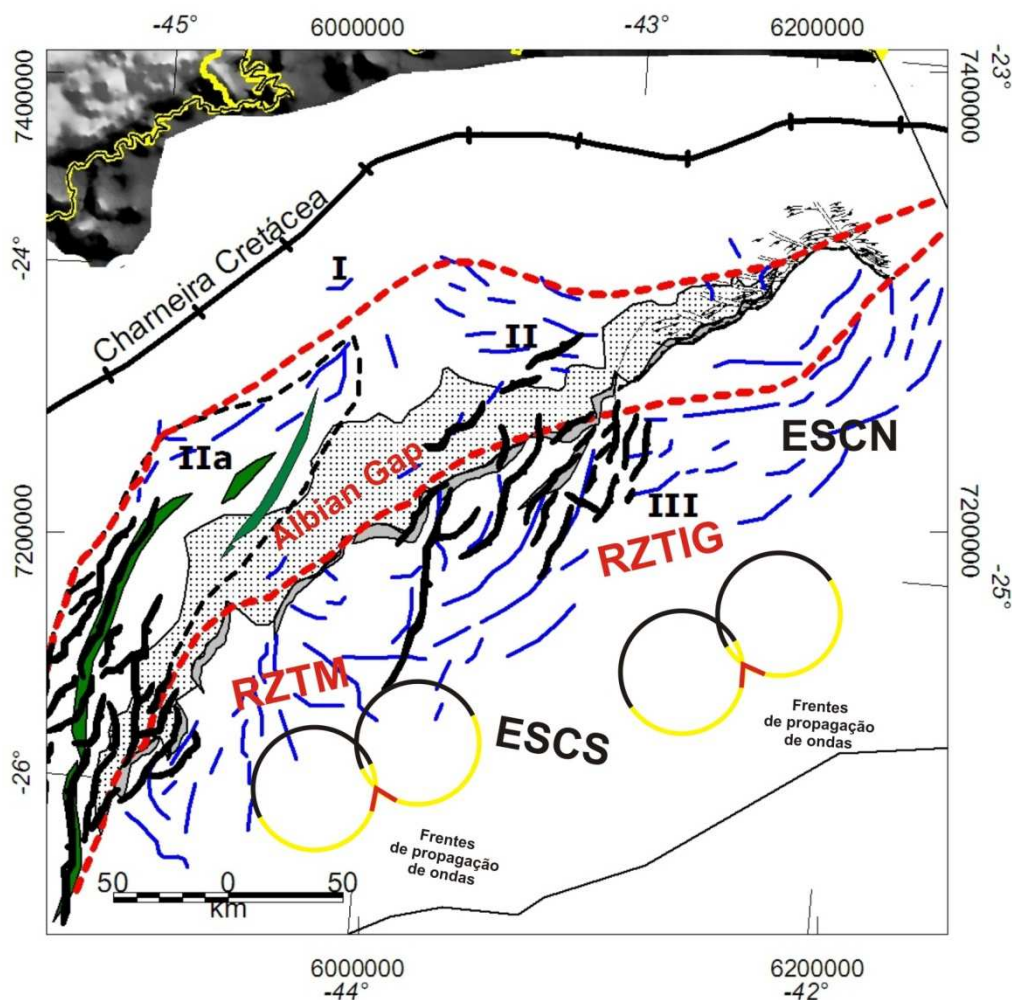 -45° 6000000 -43° 6200000
7400000
-23°
7400000
Charneira Cretácea
-24°
I
II
IIa
Albian Gap
ESCN
III
7200000
RZTIG
7200000
-25°
RZTM
ESCS
Frentes
de propagação
de ondas
-26°
Frentes
de propagação
de ondas
50 0 50
km
6000000 6200000
-44° -42°